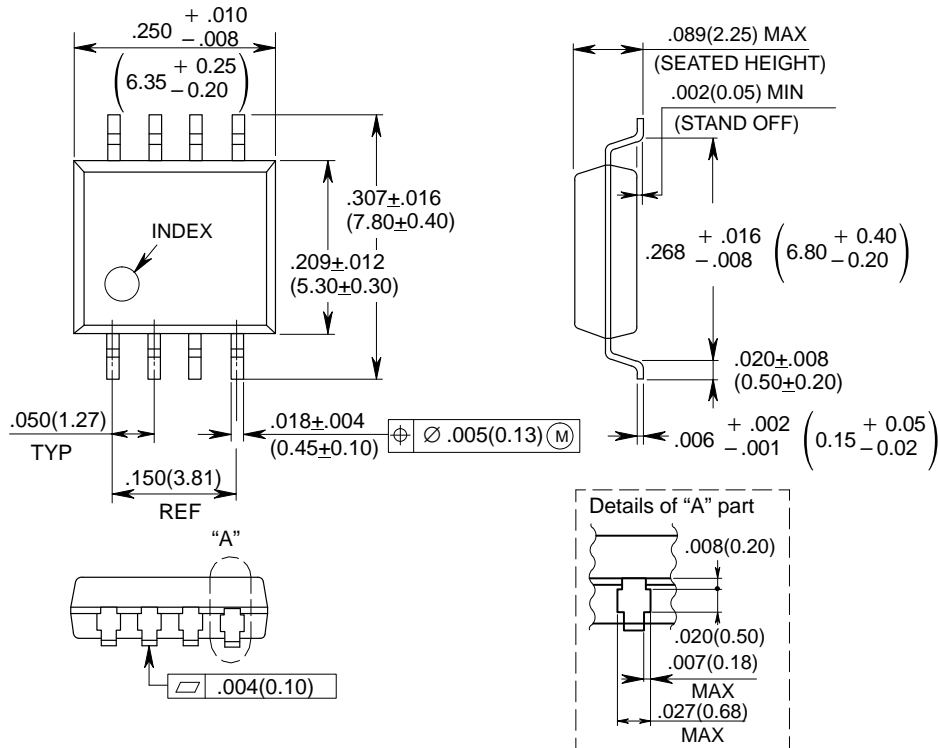 + .010
.250 − .008
+ 0.25
(6.35 − 0.20)
INDEX
.307±.016
(7.80±0.40)
.209±.012
(5.30±0.30)
.050(1.27)
TYP
.018±.004
(0.45±0.10)
⌖ Ø .005(0.13) Ⓜ
.150(3.81)
REF
.089(2.25) MAX
(SEATED HEIGHT)
.002(0.05) MIN
(STAND OFF)
.268 + .016 − .008 (6.80 + 0.40 − 0.20)
.020±.008
(0.50±0.20)
.006 + .002 − .001 (0.15 + 0.05 − 0.02)
“A”
⏥ .004(0.10)
Details of “A” part
.008(0.20)
.020(0.50)
.007(0.18)
MAX
.027(0.68)
MAX